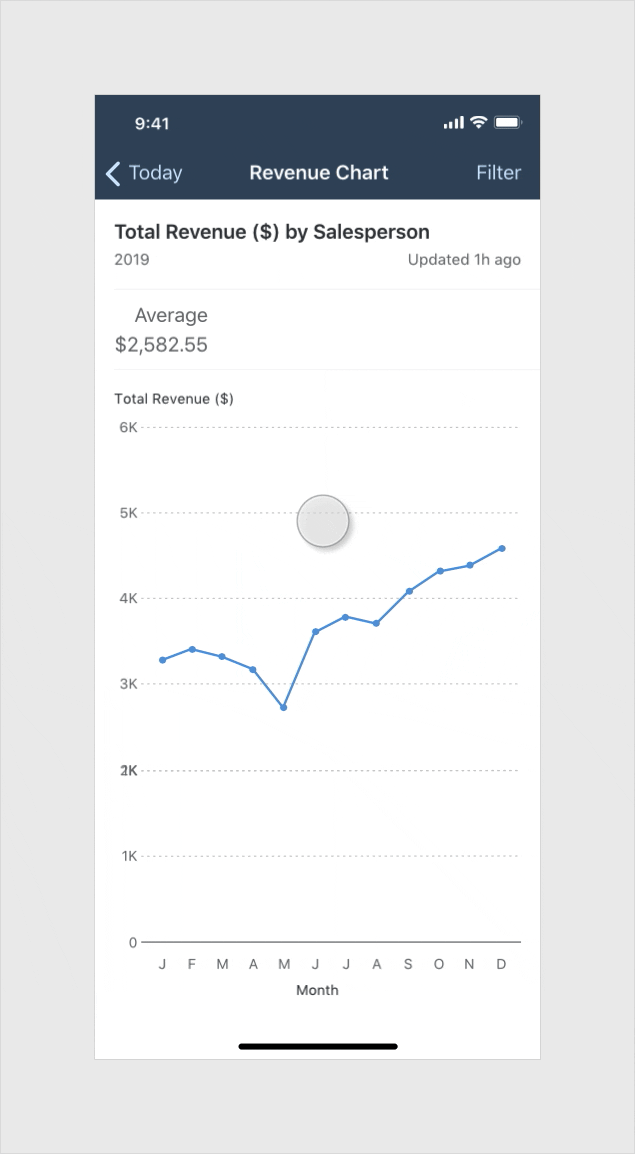 9:41
Today Revenue Chart Filter
Total Revenue ($) by Salesperson
2019 Updated 1h ago
Average
$2,582.55
Total Revenue ($)
6K
5K
4K
3K
1K
0
J F M A M J J A S O N D
Month